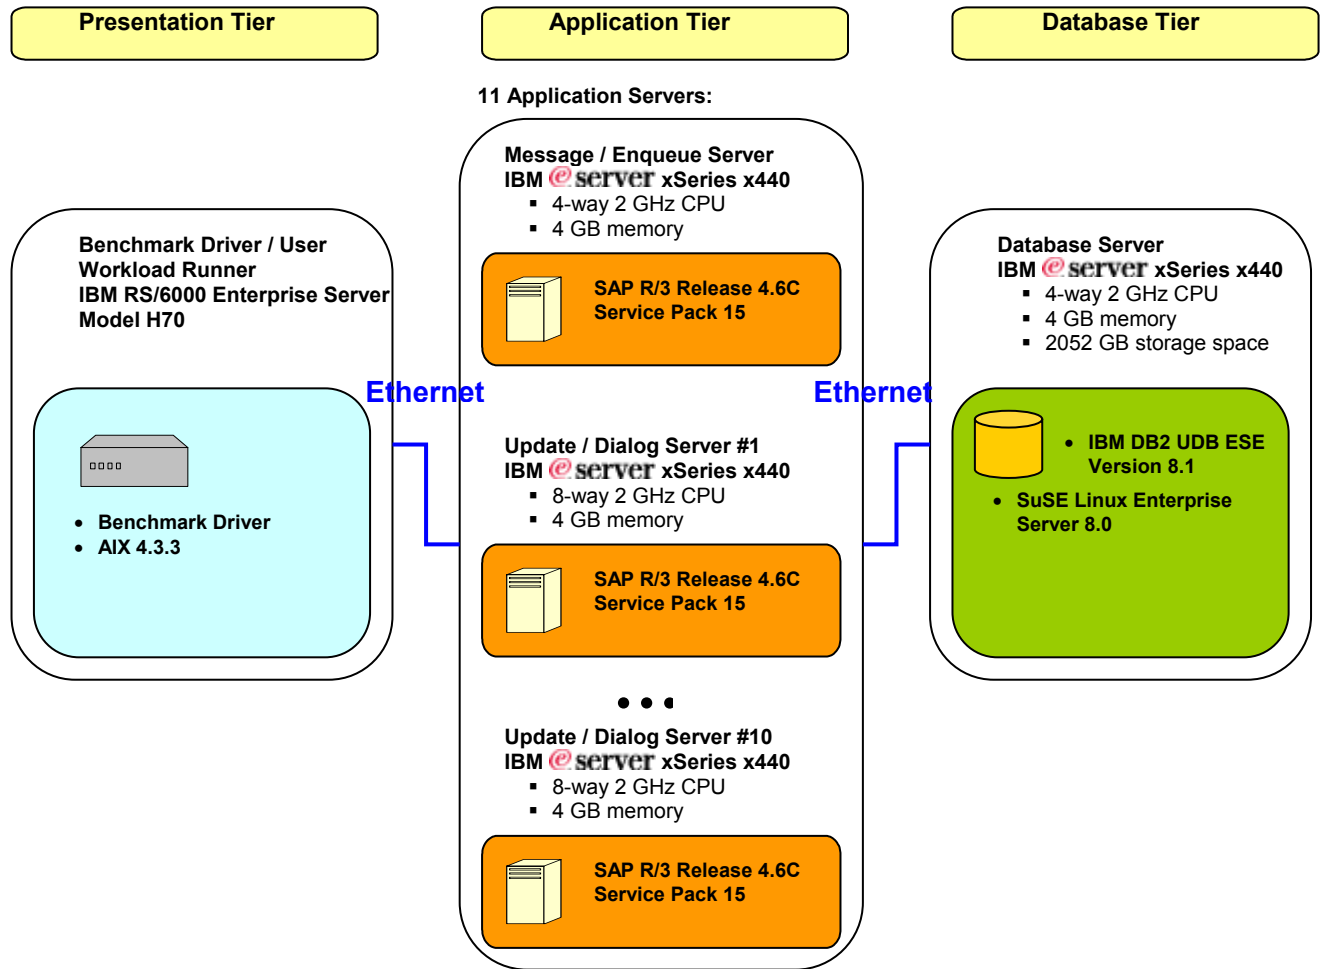 Presentation Tier
Application Tier
Database Tier
11 Application Servers:
Benchmark Driver / User
Workload Runner
IBM RS/6000 Enterprise Server
Model H70
• Benchmark Driver
• AIX 4.3.3
Ethernet
Message / Enqueue Server
IBM e server xSeries x440
▪ 4-way 2 GHz CPU
▪ 4 GB memory
SAP R/3 Release 4.6C
Service Pack 15
Update / Dialog Server #1
IBM e server xSeries x440
▪ 8-way 2 GHz CPU
▪ 4 GB memory
SAP R/3 Release 4.6C
Service Pack 15
• • •
Update / Dialog Server #10
IBM e server xSeries x440
▪ 8-way 2 GHz CPU
▪ 4 GB memory
SAP R/3 Release 4.6C
Service Pack 15
Ethernet
Database Server
IBM e server xSeries x440
▪ 4-way 2 GHz CPU
▪ 4 GB memory
▪ 2052 GB storage space
• IBM DB2 UDB ESE
Version 8.1
• SuSE Linux Enterprise
Server 8.0